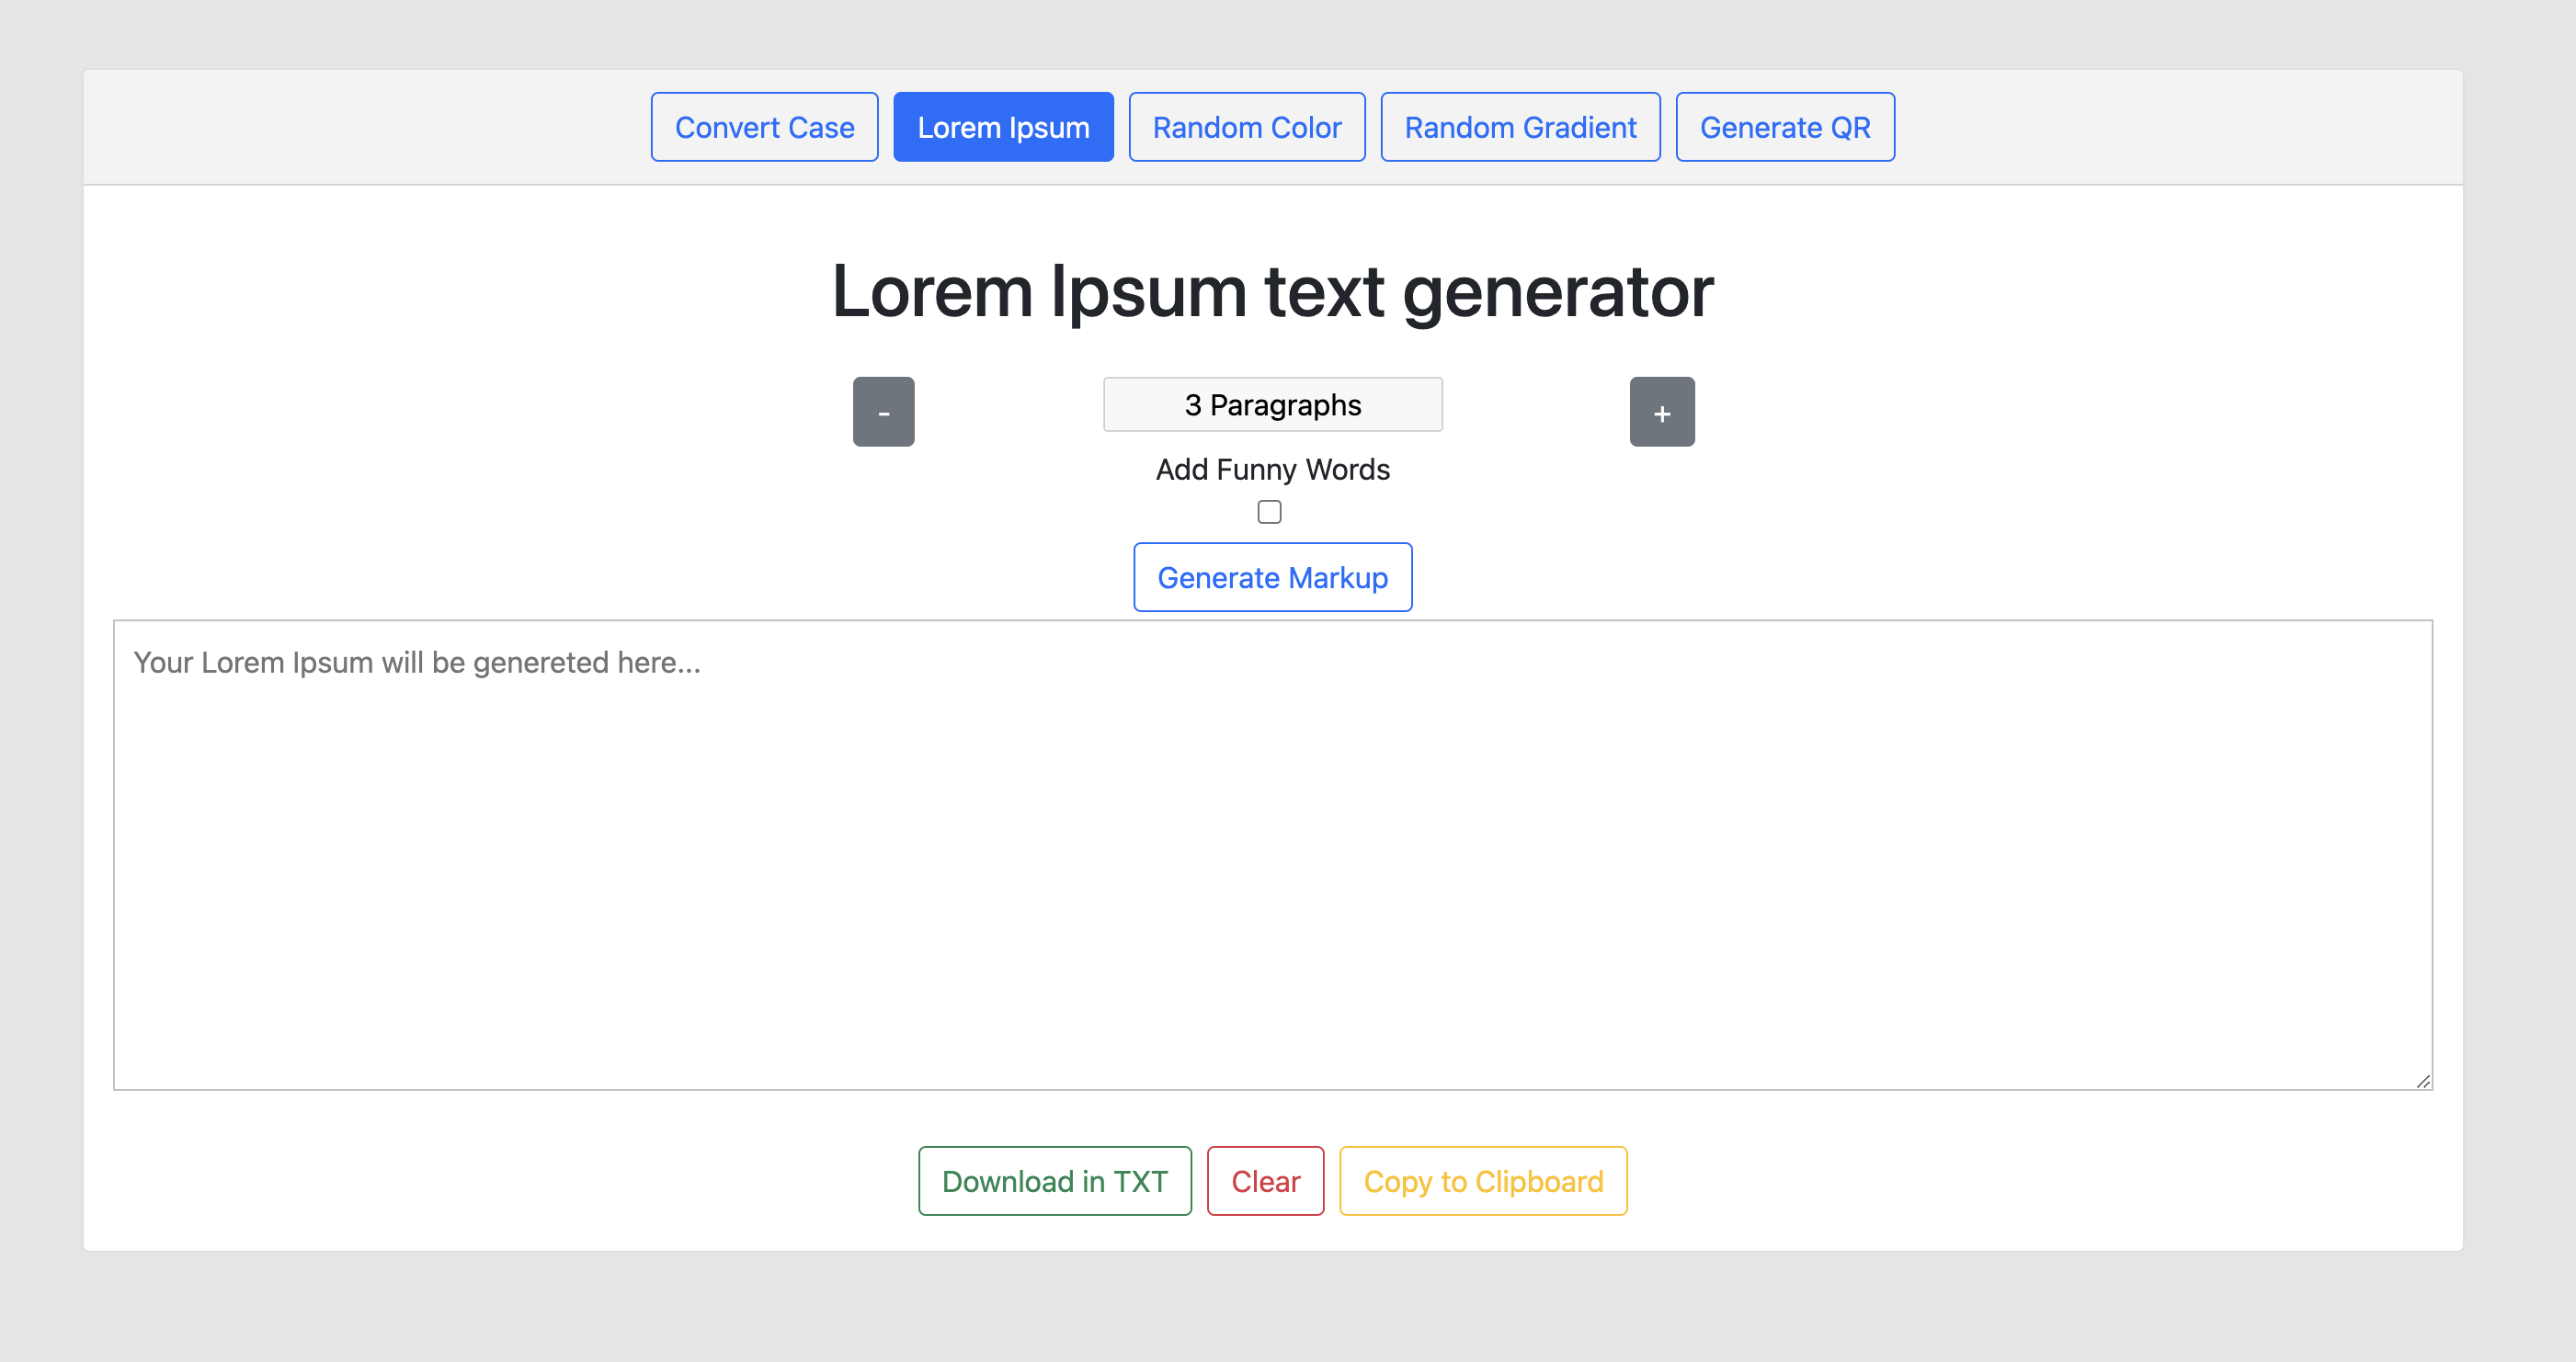 Convert Case Lorem Ipsum Random Color Random Gradient Generate QR
Lorem Ipsum text generator
- 3 Paragraphs +
Add Funny Words
Generate Markup
Your Lorem Ipsum will be genereted here...
Download in TXT Clear Copy to Clipboard